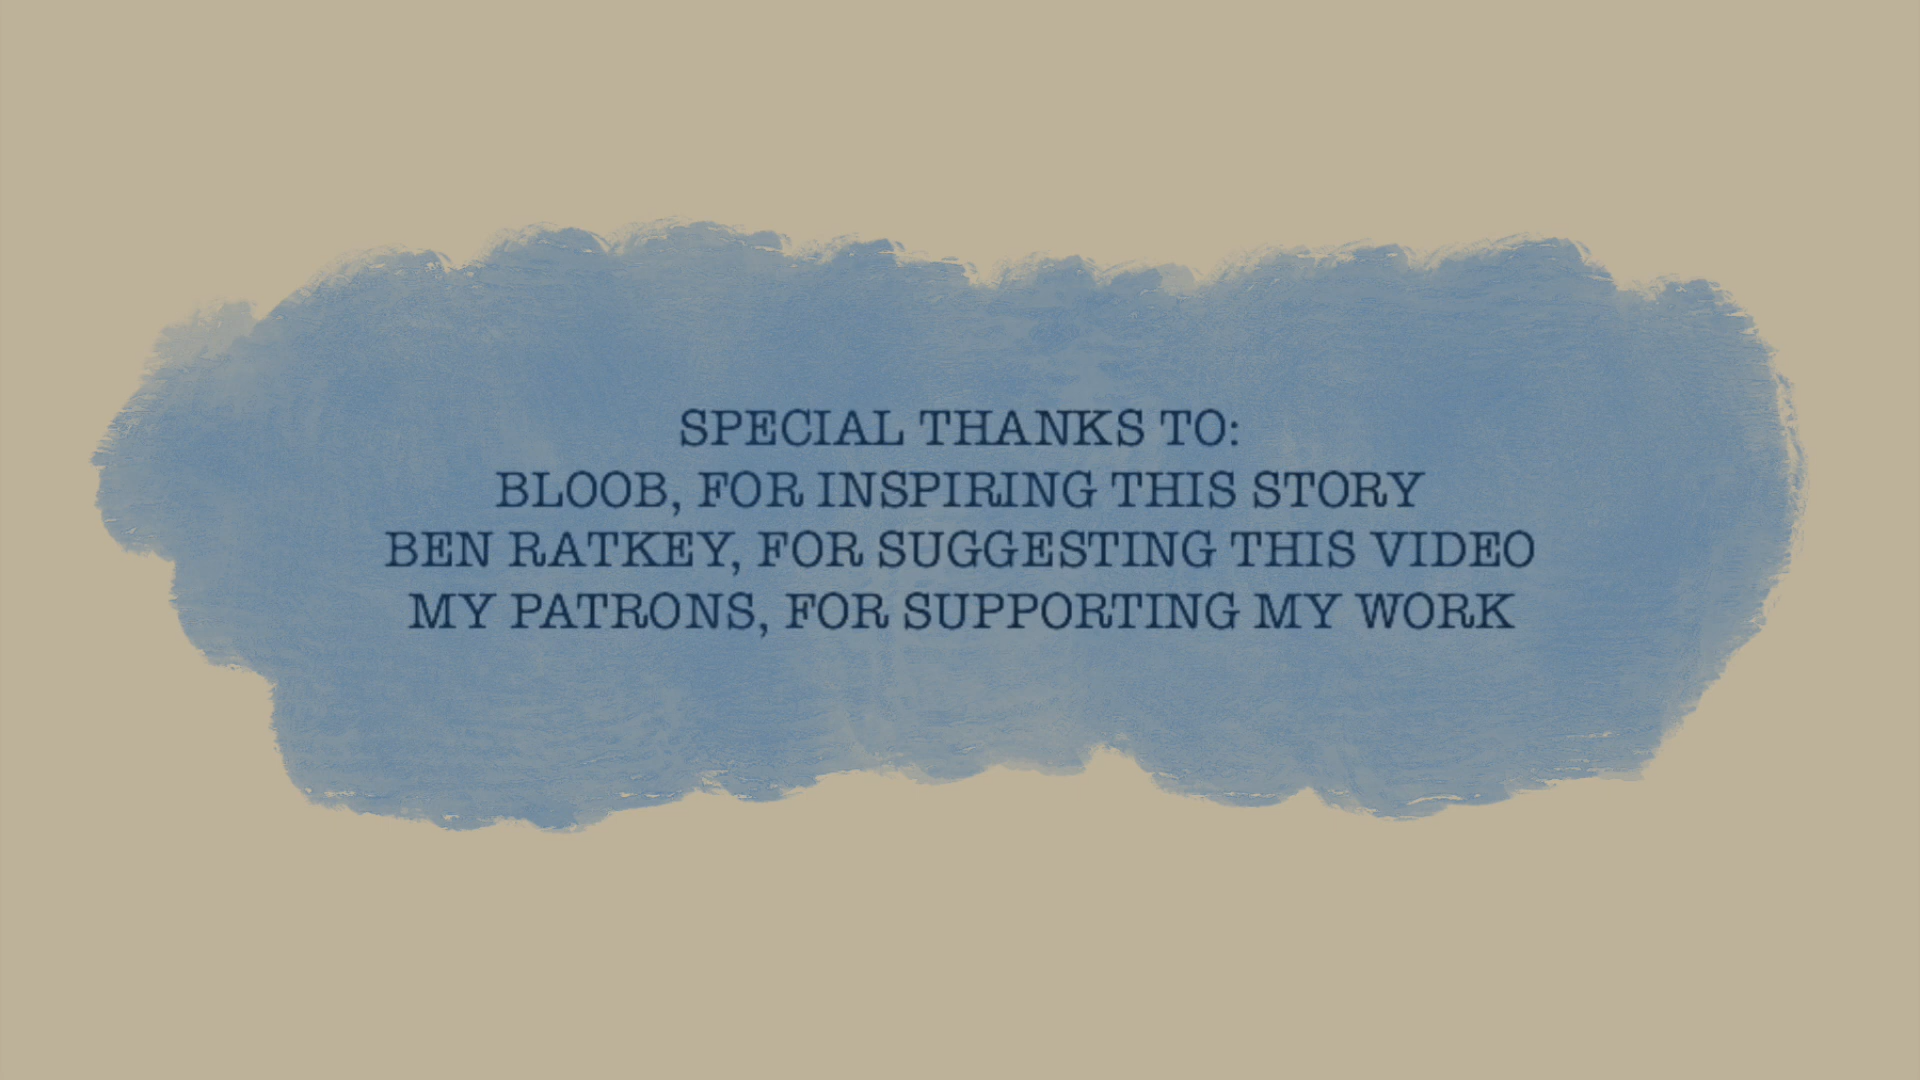 SPECIAL THANKS TO:
BLOOB, FOR INSPIRING THIS STORY
BEN RATKEY, FOR SUGGESTING THIS VIDEO
MY PATRONS, FOR SUPPORTING MY WORK